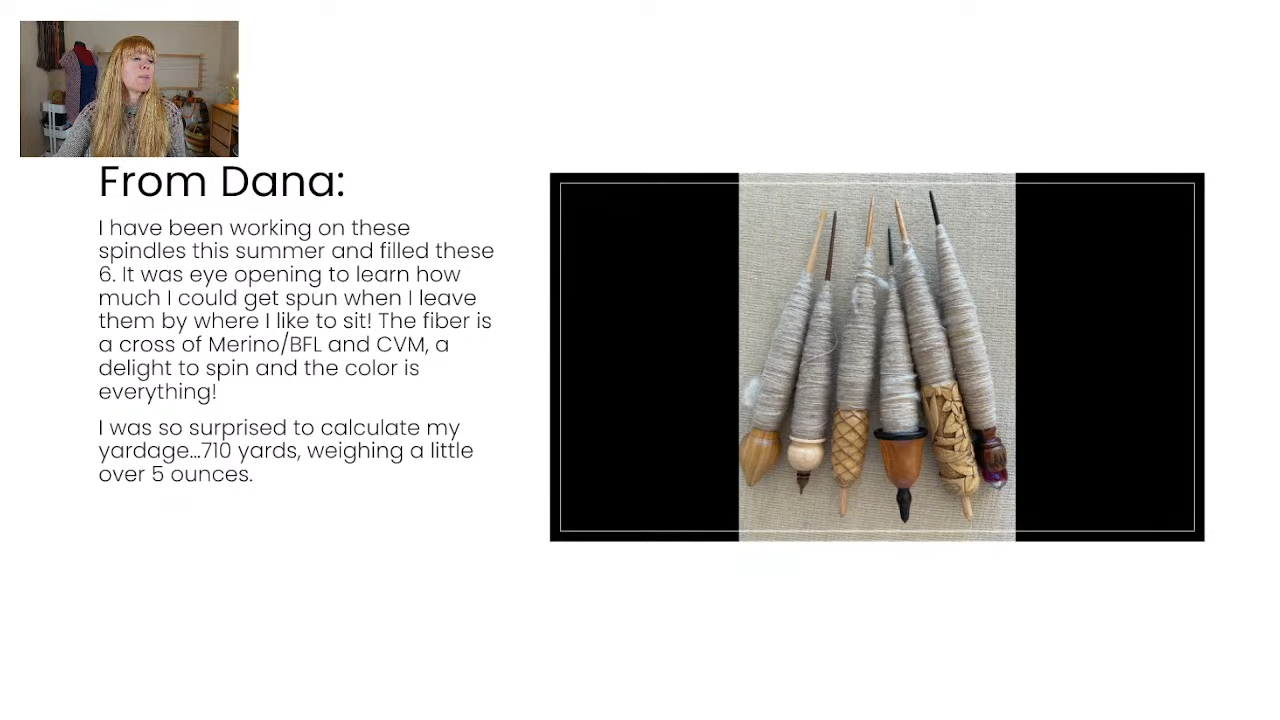 From Dana:
I have been working on these
spindles this summer and filled these
6. It was eye opening to learn how
much I could get spun when I leave
them by where I like to sit! The fiber is
a cross of Merino/BFL and CVM, a
delight to spin and the color is
everything!
I was so surprised to calculate my
yardage...710 yards, weighing a little
over 5 ounces.